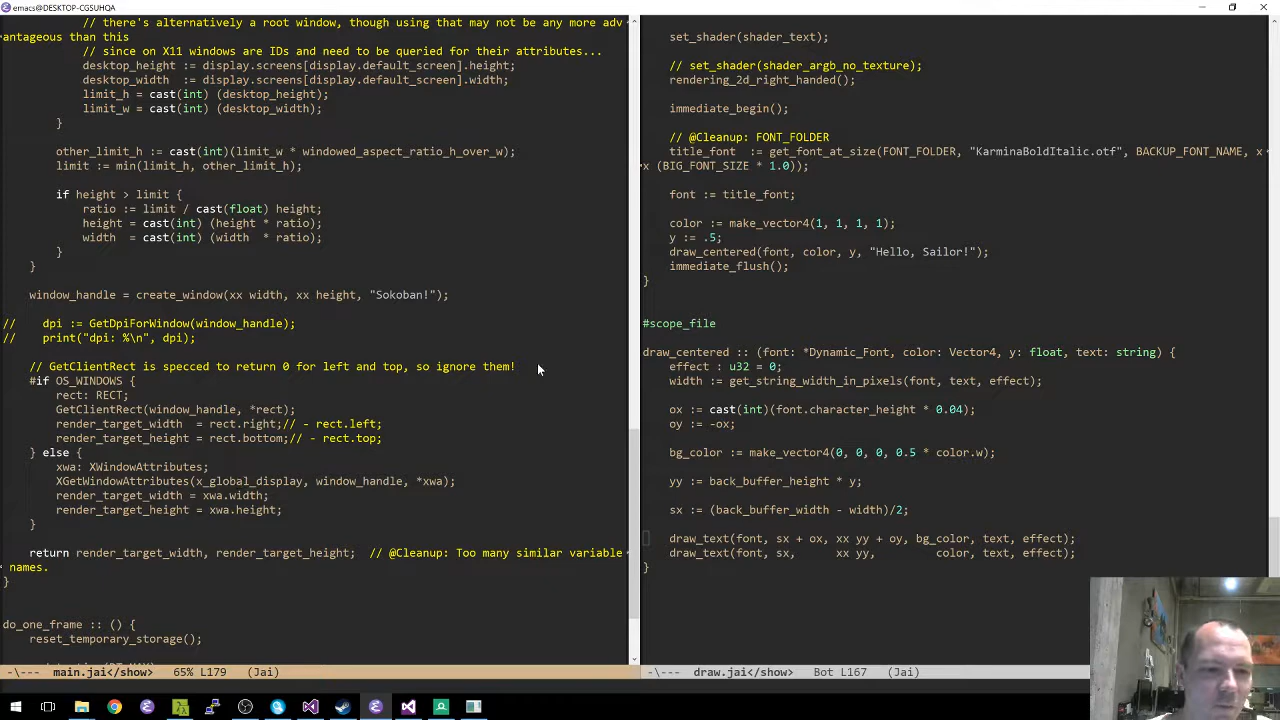 emacs@DESKTOP-CGSUHQA
// there's alternatively a root window, though using that may not be any more adv
antageous than this
// since on X11 windows are IDs and need to be queried for their attributes...
desktop_height := display.screens[display.default_screen].height;
desktop_width  := display.screens[display.default_screen].width;
limit_h = cast(int) (desktop_height);
limit_w = cast(int) (desktop_width);
}
other_limit_h := cast(int)(limit_w * windowed_aspect_ratio_h_over_w);
limit := min(limit_h, other_limit_h);
if height > limit {
ratio := limit / cast(float) height;
height = cast(int) (height * ratio);
width  = cast(int) (width  * ratio);
}
}
window_handle = create_window(xx width, xx height, "Sokoban!");
//    dpi := GetDpiForWindow(window_handle);
//    print("dpi: %\n", dpi);
// GetClientRect is specced to return 0 for left and top, so ignore them!
#if OS_WINDOWS {
rect: RECT;
GetClientRect(window_handle, *rect);
render_target_width  = rect.right;// - rect.left;
render_target_height = rect.bottom;// - rect.top;
} else {
xwa: XWindowAttributes;
XGetWindowAttributes(x_global_display, window_handle, *xwa);
render_target_width = xwa.width;
render_target_height = xwa.height;
}
return render_target_width, render_target_height;  // @Cleanup: Too many similar variable
names.
}
do_one_frame :: () {
reset_temporary_storage();
\--- main.jai</show>   65% L179   (Jai)
set_shader(shader_text);
// set_shader(shader_argb_no_texture);
rendering_2d_right_handed();
immediate_begin();
// @Cleanup: FONT_FOLDER
title_font  := get_font_at_size(FONT_FOLDER, "KarminaBoldItalic.otf", BACKUP_FONT_NAME, x
x (BIG_FONT_SIZE * 1.0));
font := title_font;
color := make_vector4(1, 1, 1, 1);
y := .5;
draw_centered(font, color, y, "Hello, Sailor!");
immediate_flush();
}
#scope_file
draw_centered :: (font: *Dynamic_Font, color: Vector4, y: float, text: string) {
effect : u32 = 0;
width := get_string_width_in_pixels(font, text, effect);
ox := cast(int)(font.character_height * 0.04);
oy := -ox;
bg_color := make_vector4(0, 0, 0, 0.5 * color.w);
yy := back_buffer_height * y;
sx := (back_buffer_width - width)/2;
draw_text(font, sx + ox, xx yy + oy, bg_color, text, effect);
draw_text(font, sx,      xx yy,         color, text, effect);
}
-\--- draw.jai</show>   Bot L167   (Jai)